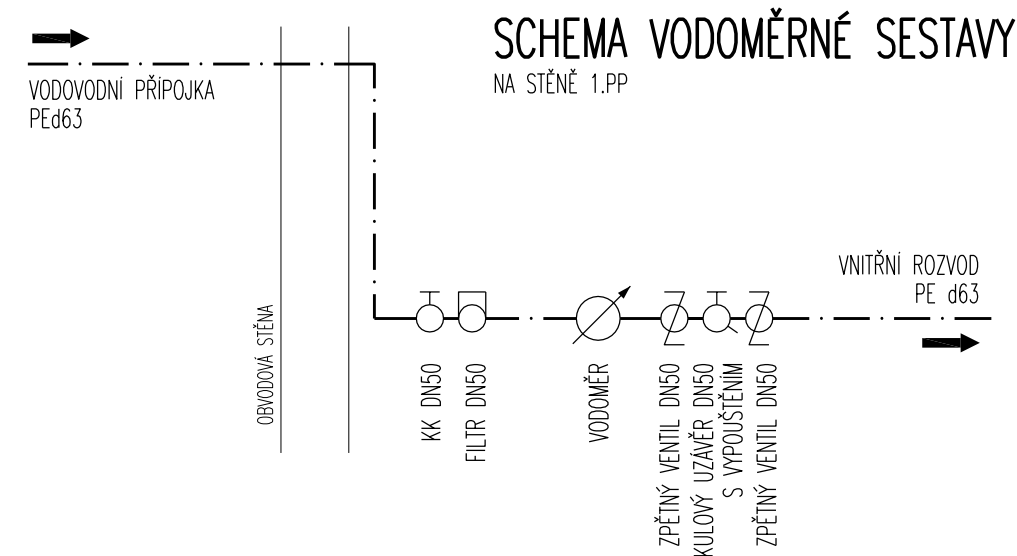 SCHEMA VODOMĚRNÉ SESTAVY
NA STĚNĚ 1.PP
VODOVODNÍ PŘÍPOJKA
PEd63
VNITŘNÍ ROZVOD
PE d63
OBVODOVÁ STĚNA
KK DN50
FILTR DN50
VODOMĚR
ZPĚTNÝ VENTIL DN50
KULOVÝ UZÁVĚR DN50
S VYPOUŠTĚNÍM
ZPĚTNÝ VENTIL DN50